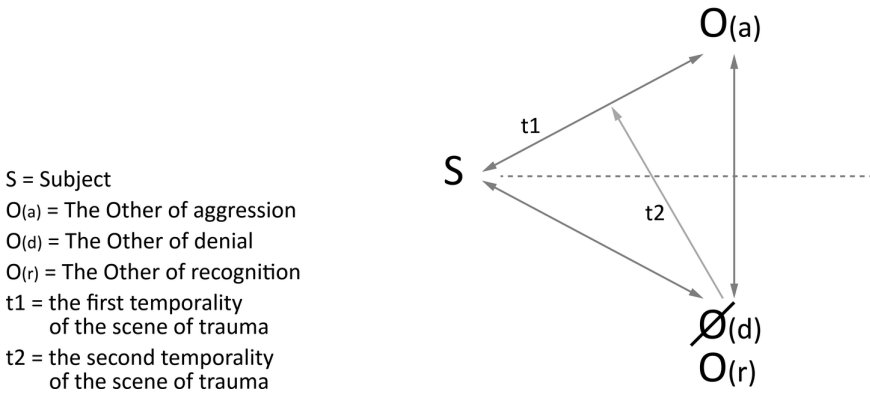 S = Subject
O(a) = The Other of aggression
O(d) = The Other of denial
O(r) = The Other of recognition
t1 = the first temporality
of the scene of trauma
t2 = the second temporality
of the scene of trauma
O(a)
t1
S
t2
O(d)
O(r)